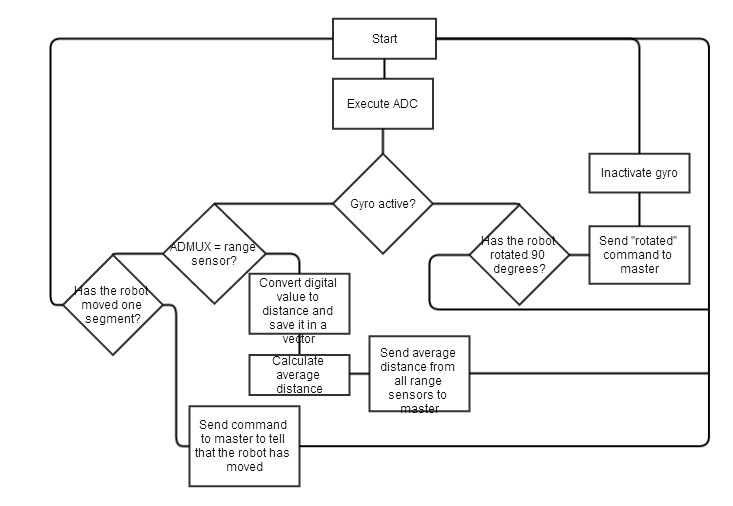 Start
Execute ADC
Gyro active?
Inactivate gyro
ADMUX = range
sensor?
Has the robot
rotated 90
degrees?
Send "rotated"
command to
master
Has the robot
moved one
segment?
Convert digital
value to
distance and
save it in a
vector
Calculate
average
distance
Send average
distance from
all range
sensors to
master
Send command
to master to tell
that the robot has
moved